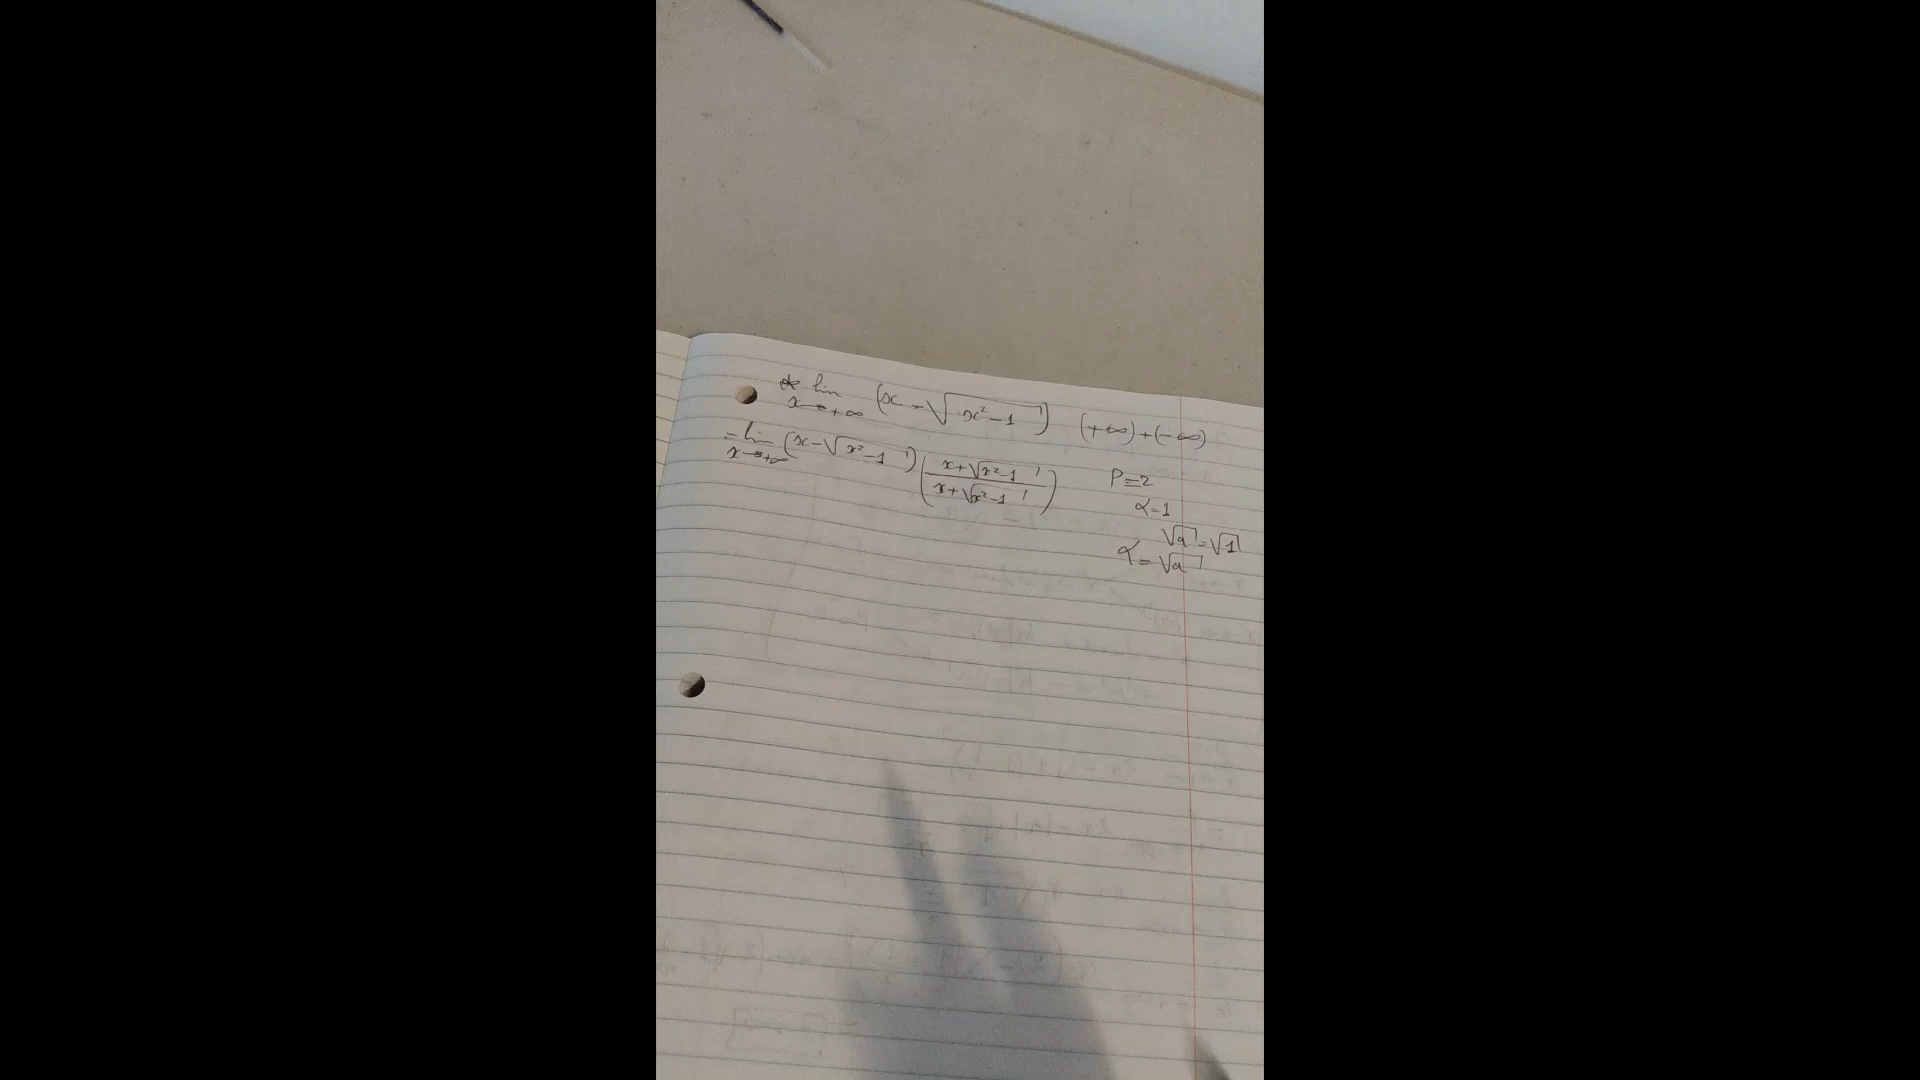 * lim x→+∞ (x - √(x² - 1)) (+∞)+(-∞)
= lim x→+∞ (x - √(x² - 1)) ((x + √(x² - 1)) / (x + √(x² - 1)))
P = 2
α = 1
√a = √1
α = √a